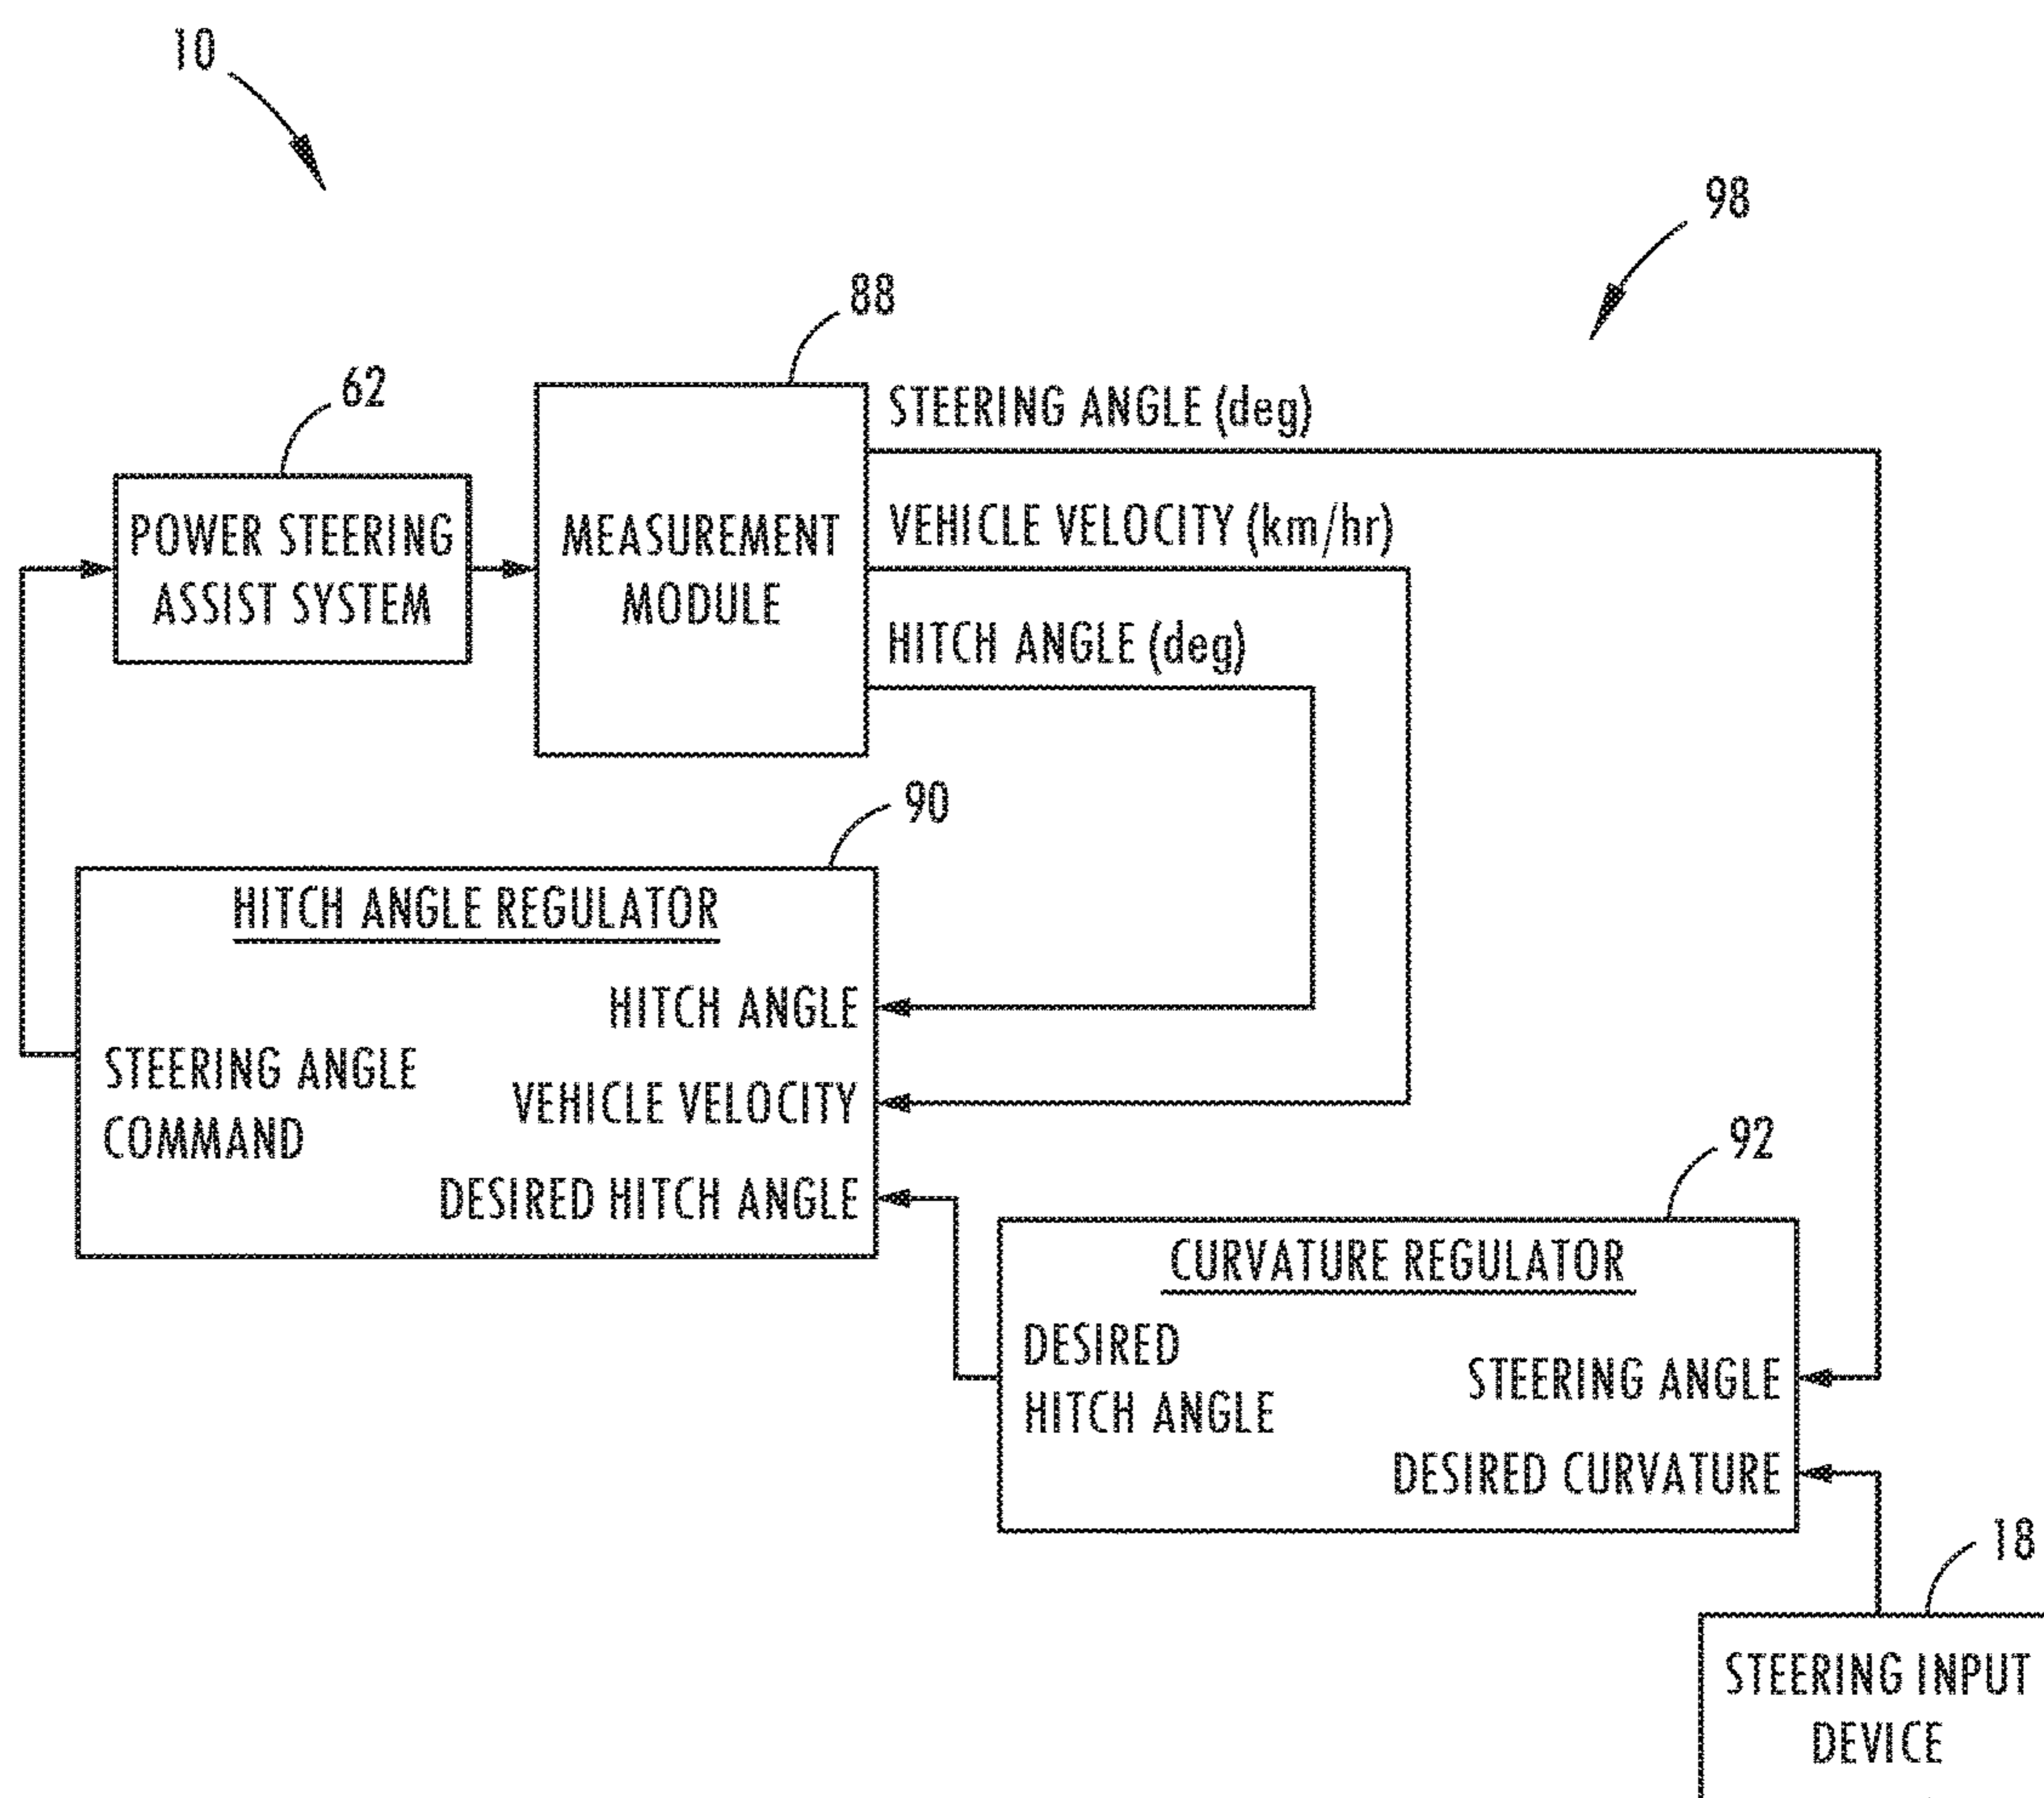 10
98
88
62
STEERING ANGLE (deg)
VEHICLE VELOCITY (km/hr)
HITCH ANGLE (deg)
POWER STEERING
ASSIST SYSTEM
MEASUREMENT
MODULE
90
HITCH ANGLE REGULATOR
HITCH ANGLE
VEHICLE VELOCITY
DESIRED HITCH ANGLE
STEERING ANGLE
COMMAND
92
CURVATURE REGULATOR
DESIRED
HITCH ANGLE
STEERING ANGLE
DESIRED CURVATURE
18
STEERING INPUT
DEVICE